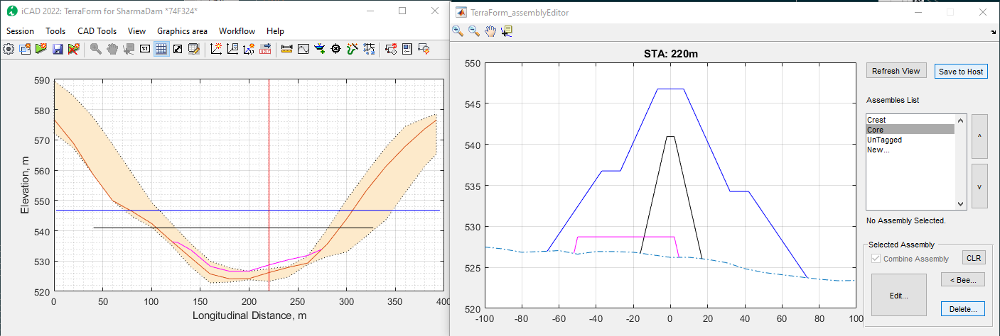 iCAD 2022: TerraForm for SharmaDam *74F324*
Session Tools CAD Tools View Graphics area Workflow Help
1:1
590
580
570
560
550
540
530
520
0 50 100 150 200 250 300 350 400
Elevation, m
Longitudinal Distance, m
TerraForm_assemblyEditor
STA: 220m
550
545
540
535
530
525
520
-100 -80 -60 -40 -20 0 20 40 60 80 100
Refresh View
Save to Host
Assembles List
Crest
Core
UnTagged
New...
^
v
No Assembly Selected.
Selected Assembly
Combine Assembly
CLR
Edit...
< Bee...
Delete...